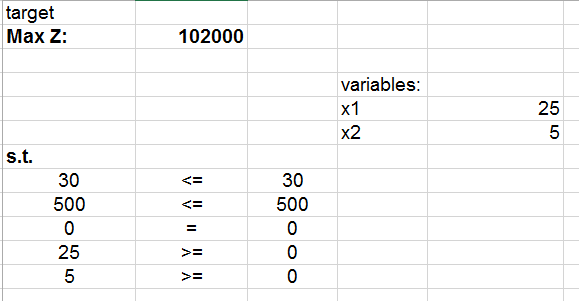 target
Max Z: 102000
variables:
x1 25
x2 5
s.t.
30 <= 30
500 <= 500
0 = 0
25 >= 0
5 >= 0